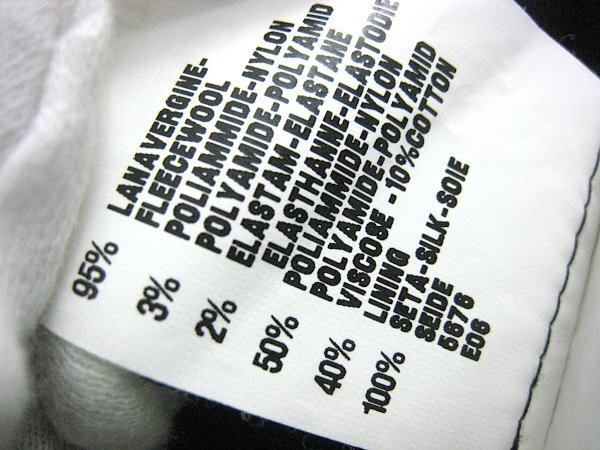 95% LANAVERGINE-
FLEECEWOOL
3% POLIAMMIDE-NYLON
POLYAMIDE-POLYAMID
2% ELASTAM-ELASTANE
ELASTHANNE-ELASTODIE
50% POLIAMMIDE-NYLON
POLYAMIDE-POLYAMID
40% VISCOSE -10%COTTON
LINING
100% SETA-SILK-SOIE
SEIDE
5676
E06